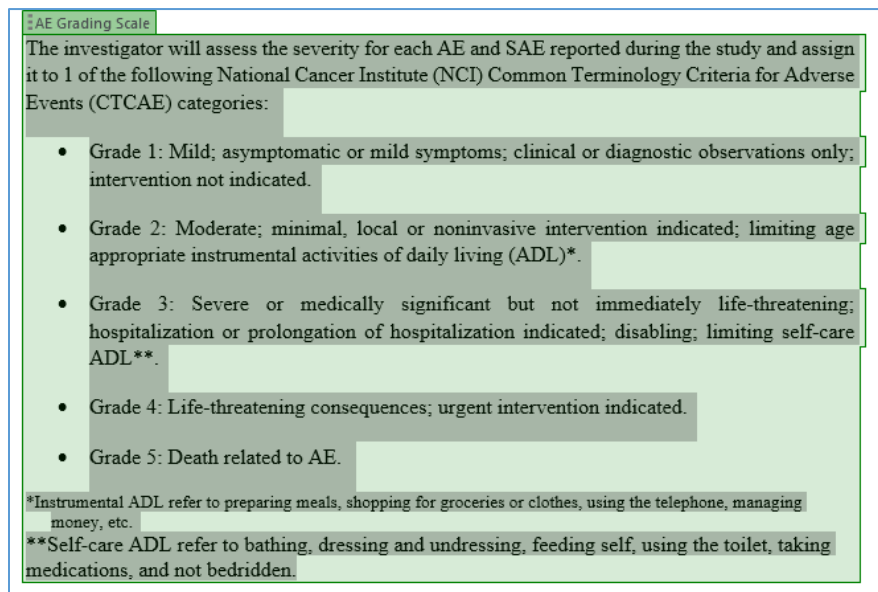 AE Grading Scale
The investigator will assess the severity for each AE and SAE reported during the study and assign
it to 1 of the following National Cancer Institute (NCI) Common Terminology Criteria for Adverse
Events (CTCAE) categories:
• Grade 1: Mild; asymptomatic or mild symptoms; clinical or diagnostic observations only;
intervention not indicated.
• Grade 2: Moderate; minimal, local or noninvasive intervention indicated; limiting age
appropriate instrumental activities of daily living (ADL)*.
• Grade 3: Severe or medically significant but not immediately life-threatening;
hospitalization or prolongation of hospitalization indicated; disabling; limiting self-care
ADL**.
• Grade 4: Life-threatening consequences; urgent intervention indicated.
• Grade 5: Death related to AE.
*Instrumental ADL refer to preparing meals, shopping for groceries or clothes, using the telephone, managing
money, etc.
**Self-care ADL refer to bathing, dressing and undressing, feeding self, using the toilet, taking
medications, and not bedridden.